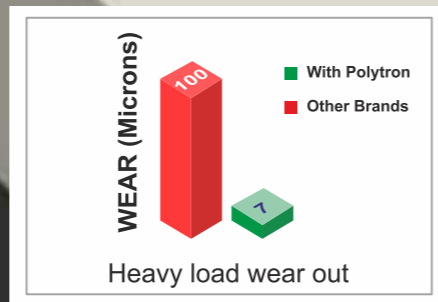 WEAR (Microns)
100
7
With Polytron
Other Brands
Heavy load wear out